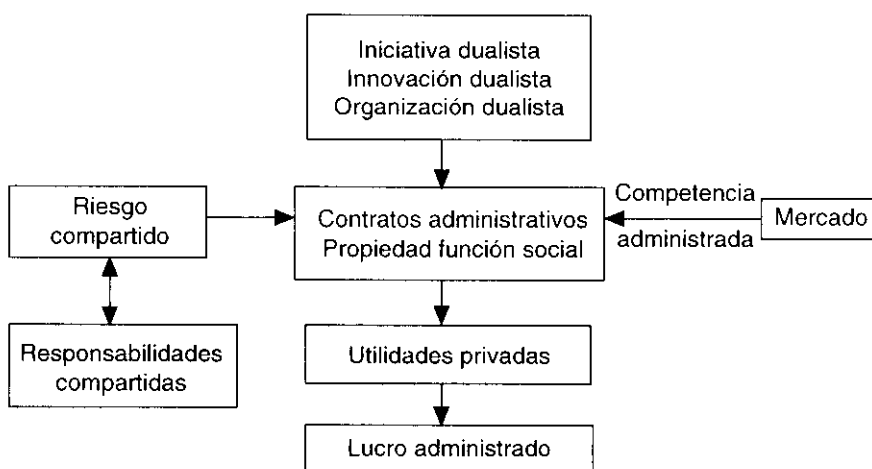 Iniciativa dualista
Innovación dualista
Organización dualista
Riesgo
compartido
Contratos administrativos
Propiedad función social
Competencia
administrada
Mercado
Responsabilidades
compartidas
Utilidades privadas
Lucro administrado